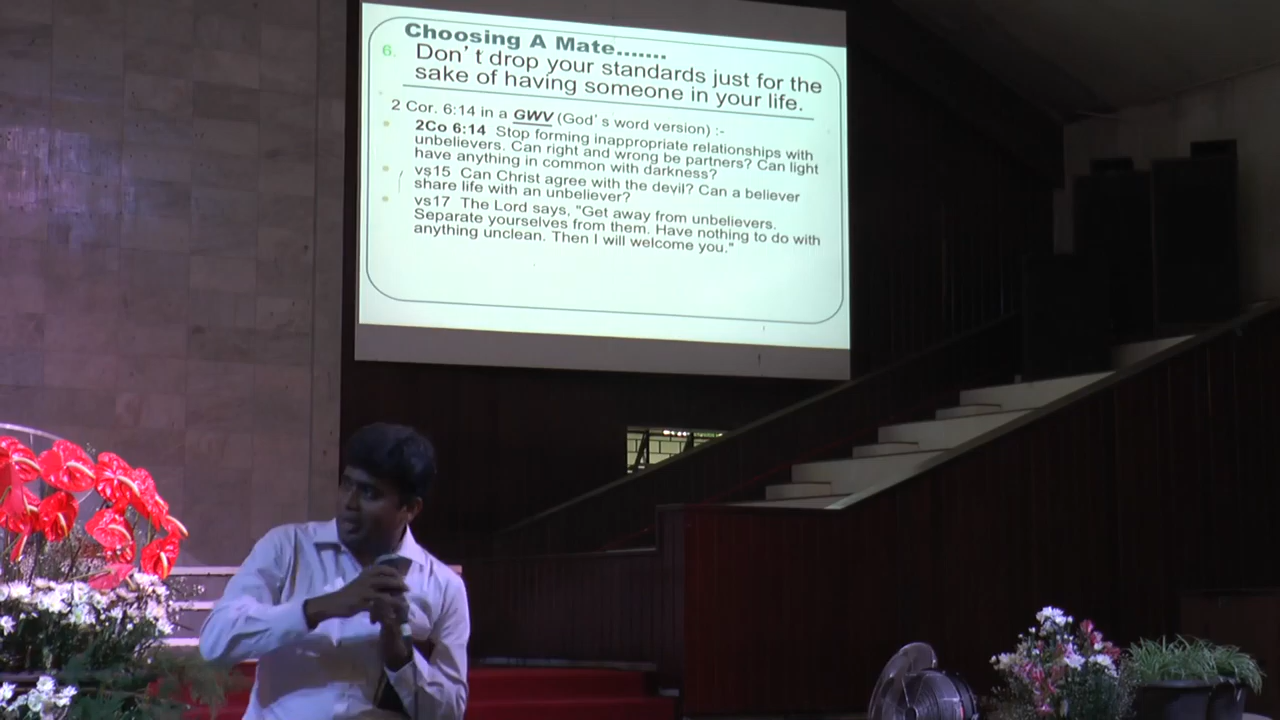 Choosing A Mate.......
6. Don't drop your standards just for the
sake of having someone in your life.
2 Cor. 6:14 in a GWV (God's word version) :-
2Co 6:14 Stop forming inappropriate relationships with
unbelievers. Can right and wrong be partners? Can light
have anything in common with darkness?
vs15 Can Christ agree with the devil? Can a believer
share life with an unbeliever?
vs17 The Lord says, "Get away from unbelievers.
Separate yourselves from them. Have nothing to do with
anything unclean. Then I will welcome you."